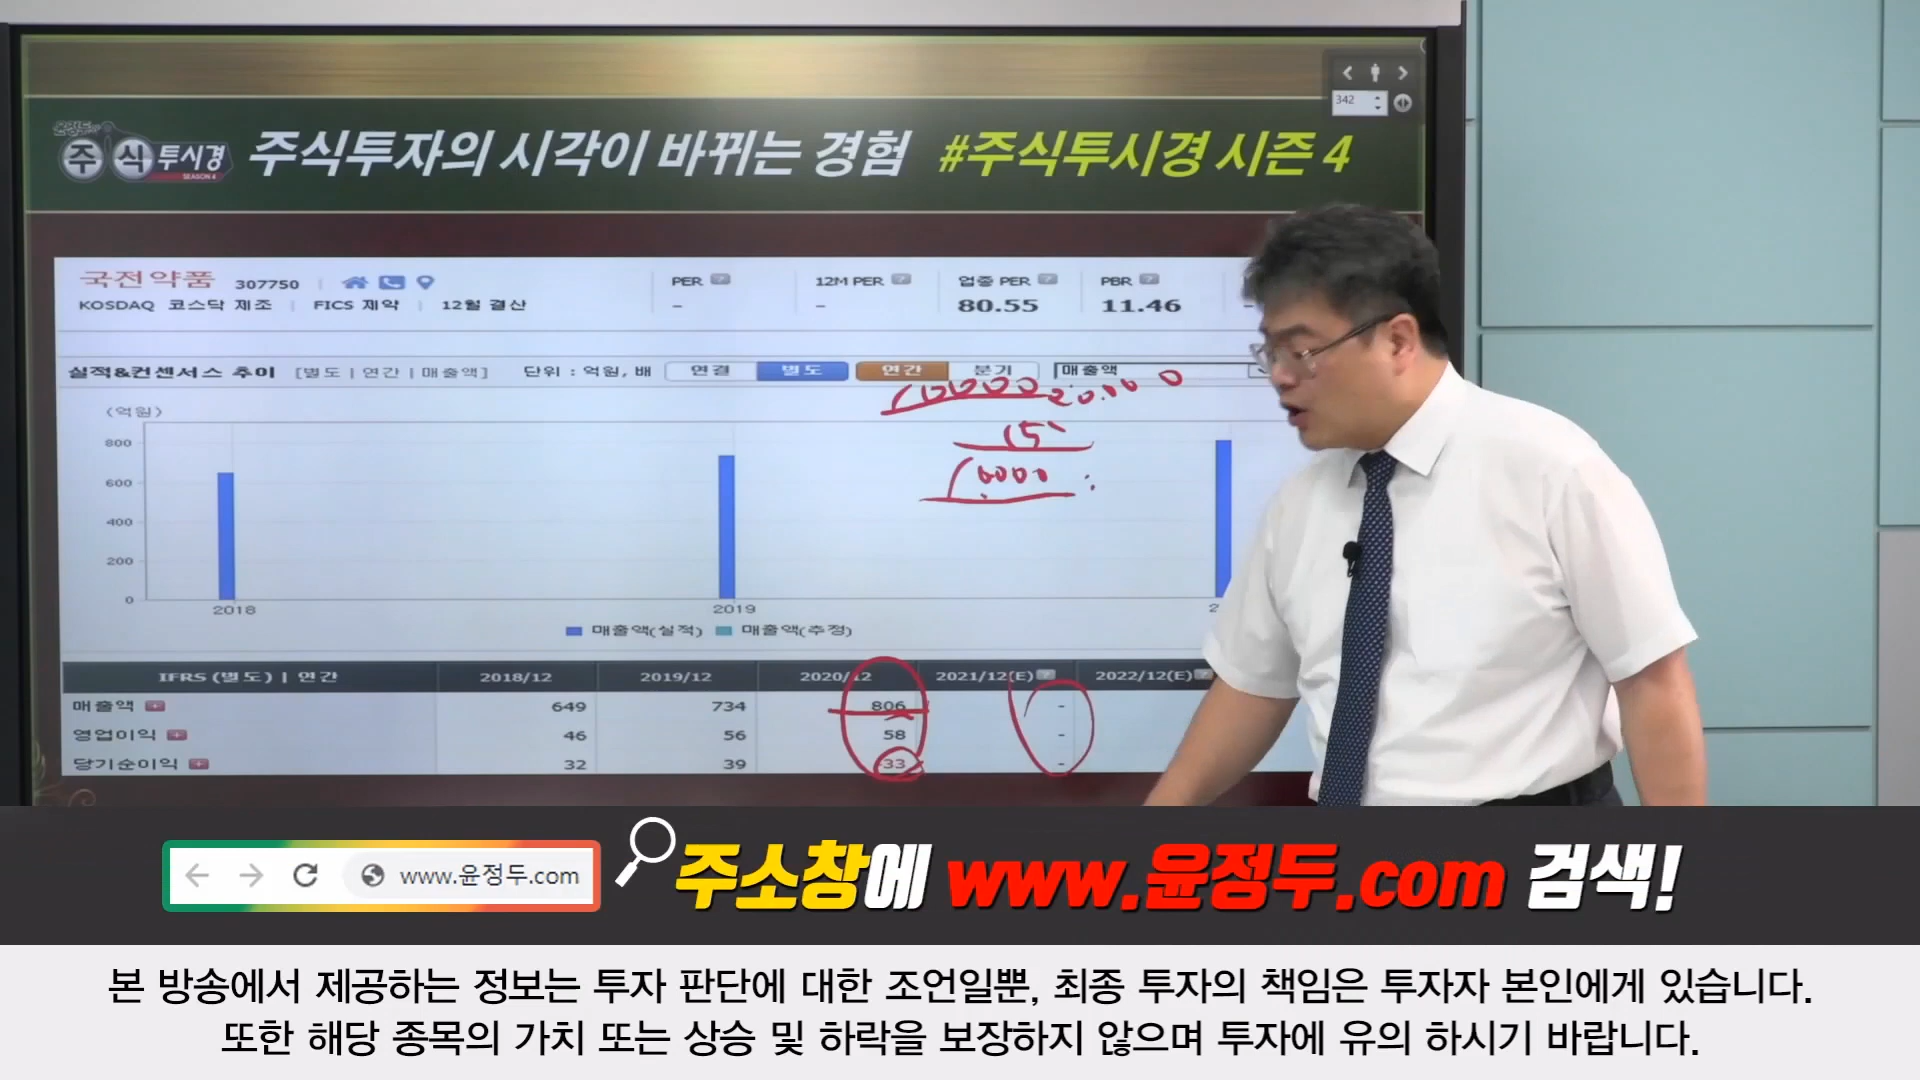 윤정두의
주식투시경
SEASON 4
주식투자의 시각이 바뀌는 경험 #주식투시경 시즌 4
342
국전약품 307750
KOSDAQ 코스닥 제조 | FICS 제약 | 12월 결산
PER
-
12M PER
-
업종 PER
80.55
PBR
11.46
-
실적&컨센서스 추이 [별도 | 연간 | 매출액] 단위 : 억원, 배 연결 별도 연간 분기 매출액
10000 20.000
15
10000
(억원)
800
600
400
200
0
2018 2019 2
매출액(실적) 매출액(추정)
IFRS (별도) | 연간 2018/12 2019/12 2020/12 2021/12(E) 2022/12(E)
매출액 649 734 806 -
영업이익 46 56 58 -
당기순이익 32 39 33 -
www.윤정두.com
주소창에 www.윤정두.com 검색!
본 방송에서 제공하는 정보는 투자 판단에 대한 조언일뿐, 최종 투자의 책임은 투자자 본인에게 있습니다.
또한 해당 종목의 가치 또는 상승 및 하락을 보장하지 않으며 투자에 유의 하시기 바랍니다.